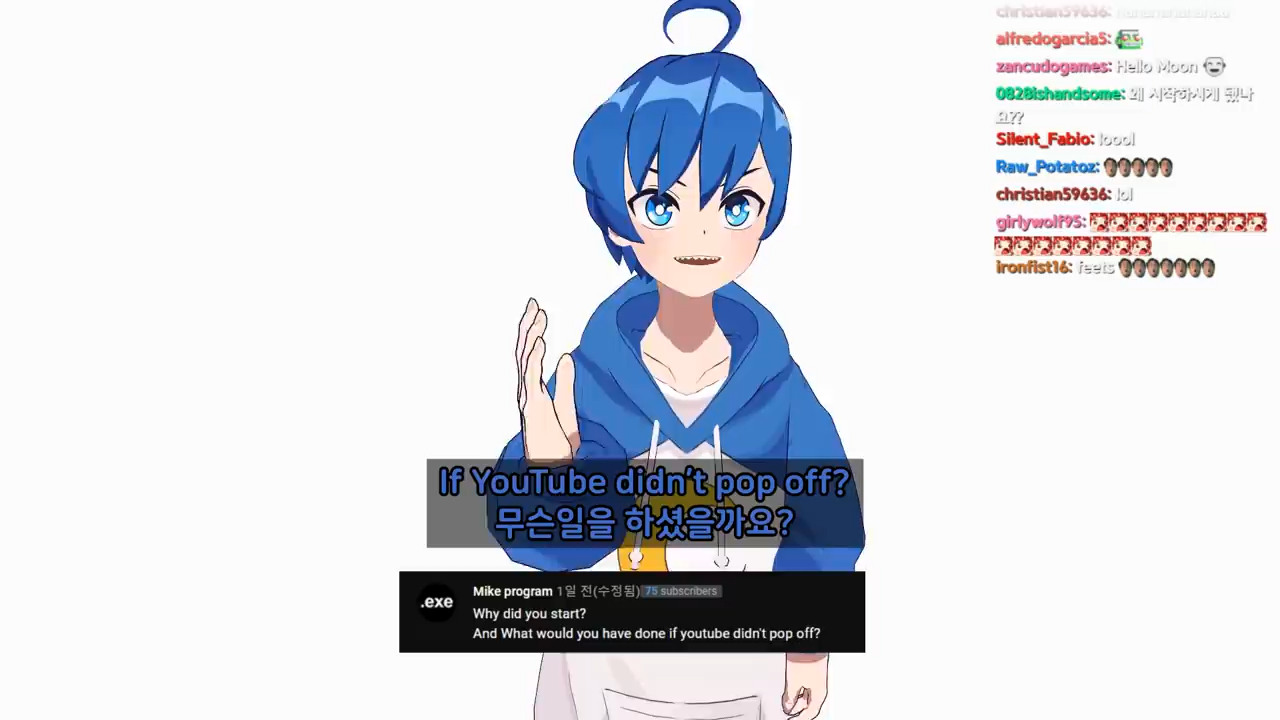 christian59636:
alfredogarcia5:
zancudogames: Hello Moon
0828ishandsome: 왜 시작하시게 됐나
요??
Silent_Fabio: loool
Raw_Potatoz:
christian59636: lol
girlywolf95:
ironfist16: feets
If YouTube didn't pop off?
무슨일을 하셨을까요?
.exe
Mike program 1일 전(수정됨) 75 subscribers
Why did you start?
And What would you have done if youtube didn't pop off?